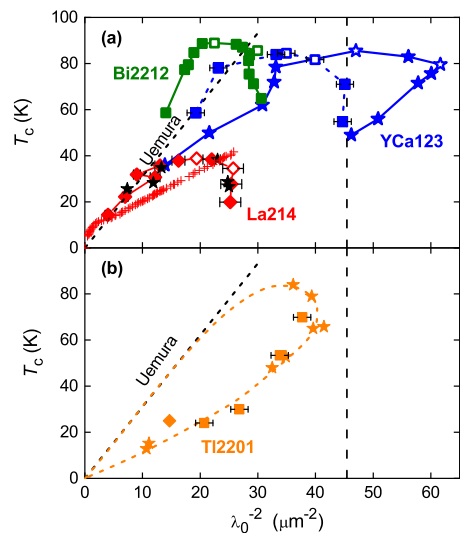 (a)
100
80
60
40
20
0
T_c (K)
Bi2212
Uemura
YCa123
La214
(b)
80
60
40
20
0
T_c (K)
Uemura
Tl2201
0 10 20 30 40 50 60
λ₀⁻² (μm⁻²)